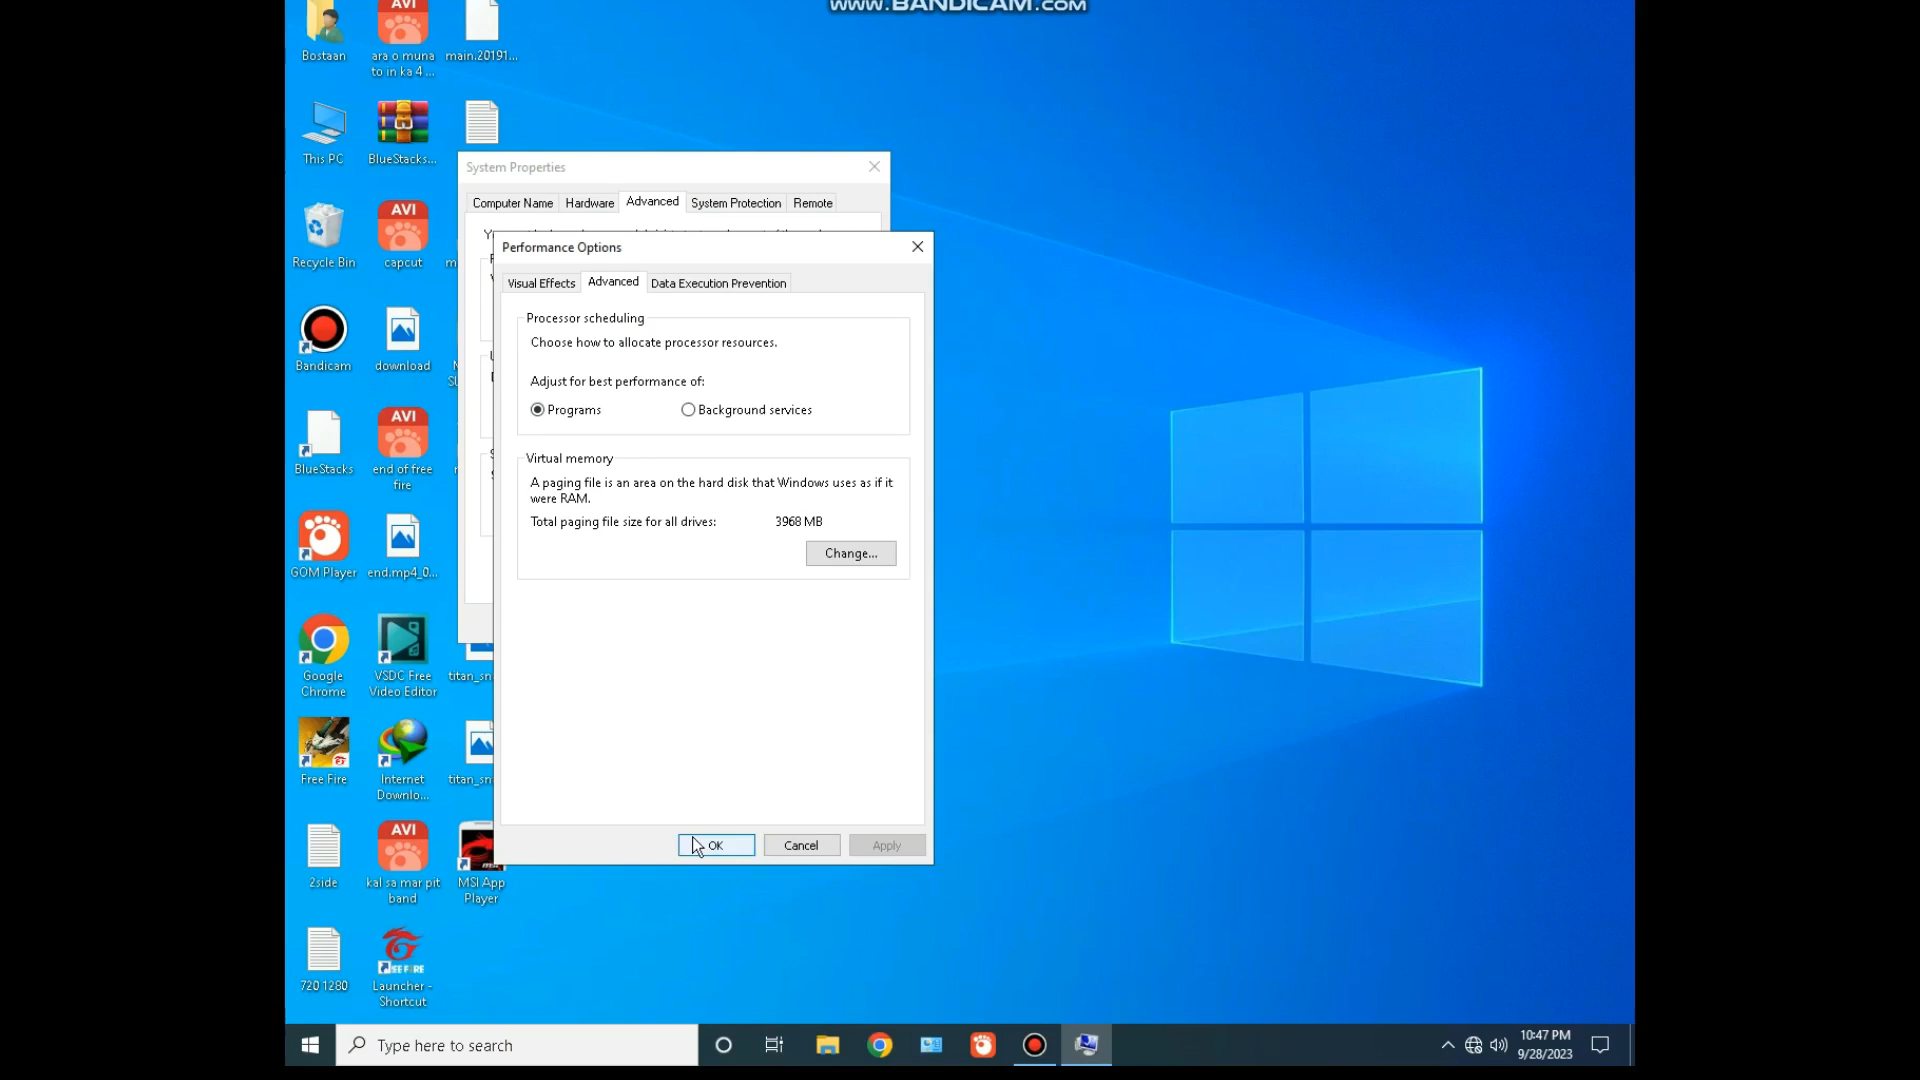 WWW.BANDICAM.COM
Bostaan
ara o muna
to in ka 4 ...
main.20191...
This PC
BlueStacks...
Recycle Bin
AVI
capcut
Bandicam
download
BlueStacks
AVI
end of free
fire
GOM Player
end.mp4_0...
Google
Chrome
VSDC Free
Video Editor
titan_sn
Free Fire
Internet
Downlo...
titan_sn
2side
AVI
kal sa mar pit
band
MSI App
Player
720 1280
Launcher -
Shortcut
System Properties
Computer Name
Hardware
Advanced
System Protection
Remote
Performance Options
Visual Effects
Advanced
Data Execution Prevention
Processor scheduling
Choose how to allocate processor resources.
Adjust for best performance of:
Programs
Background services
Virtual memory
A paging file is an area on the hard disk that Windows uses as if it
were RAM.
Total paging file size for all drives: 3968 MB
Change...
OK
Cancel
Apply
Type here to search
10:47 PM
9/28/2023